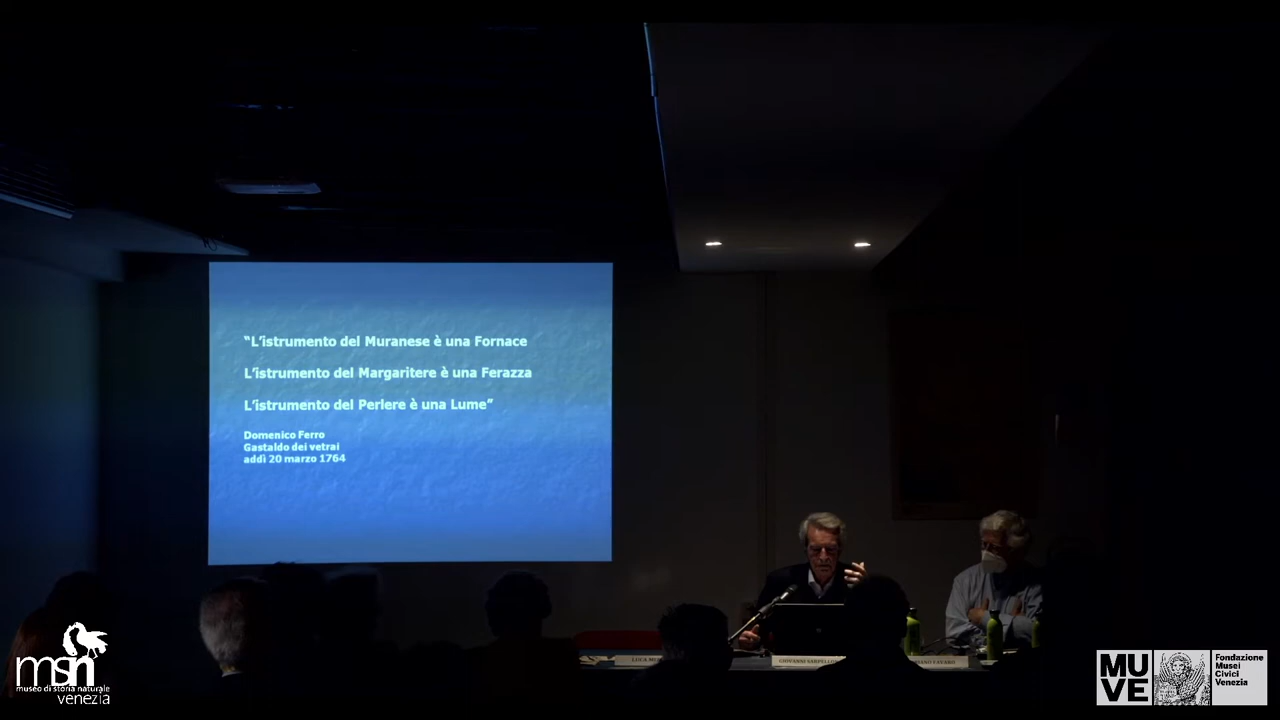 “L’istrumento del Muranese è una Fornace
L’istrumento del Margaritere è una Ferazza
L’istrumento del Perlere è una Lume”
Domenico Ferro
Gastaldo dei vetrai
addì 20 marzo 1764
LUCA
GIOVANNI SARPELLON
FAVARO
msn
museo di storia naturale
venezia
MU
VE
Fondazione
Musei
Civici
Venezia